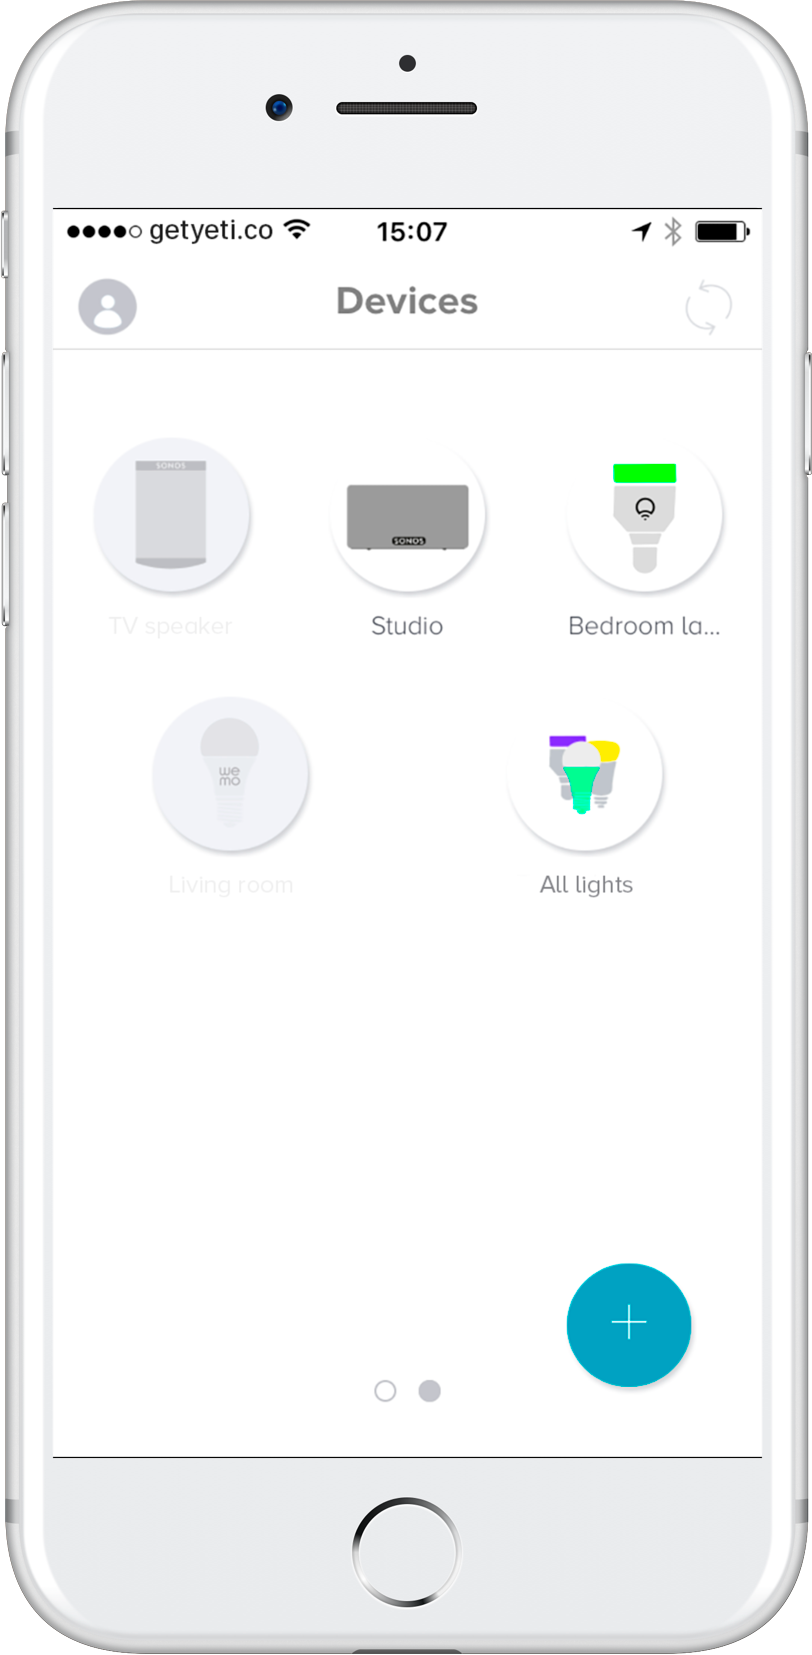 getyeti.co 15:07
Devices
SONOS
SONOS
TV speaker Studio Bedroom la...
we
mo
Living room All lights